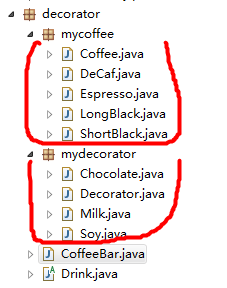 decorator
mycoffee
Coffee.java
DeCaf.java
Espresso.java
LongBlack.java
ShortBlack.java
mydecorator
Chocolate.java
Decorator.java
Milk.java
Soy.java
CoffeeBar.java
Drink.java